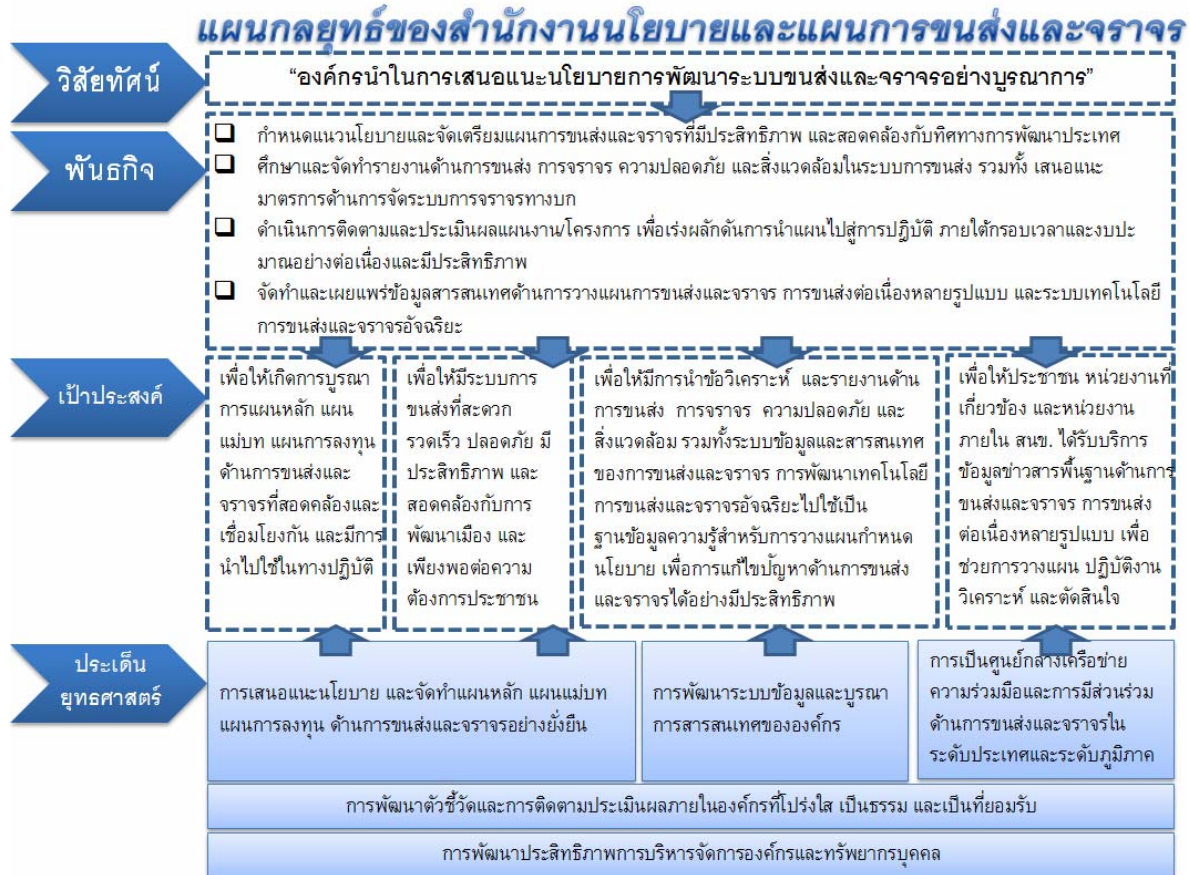 แผนกลยุทธ์ของสำนักงานนโยบายและแผนการขนส่งและจราจร
วิสัยทัศน์
“องค์กรนำในการเสนอแนะนโยบายการพัฒนาระบบขนส่งและจราจรอย่างบูรณาการ”
พันธกิจ
กำหนดแนวนโยบายและจัดเตรียมแผนการขนส่งและจราจรที่มีประสิทธิภาพ และสอดคล้องกับทิศทางการพัฒนาประเทศ
ศึกษาและจัดทำรายงานด้านการขนส่ง การจราจร ความปลอดภัย และสิ่งแวดล้อมในระบบการขนส่ง รวมทั้ง เสนอแนะ
มาตรการด้านการจัดระบบการจราจรทางบก
ดำเนินการติดตามและประเมินผลแผนงาน/โครงการ เพื่อเร่งผลักดันการนำแผนไปสู่การปฎิบัติ ภายใต้กรอบเวลาและงบปะ
มาณอย่างต่อเนื่องและมีประสิทธิภาพ
จัดทำและเผยแพร่ข้อมูลสารสนเทศด้านการวางแผนการขนส่งและจราจร การขนส่งต่อเนื่องหลายรูปแบบ และระบบเทคโนโลยี
การขนส่งและจราจรอัจฉริยะ
เป้าประสงค์
เพื่อให้เกิดการบูรณา
การแผนหลัก แผน
แม่บท แผนการลงทุน
ด้านการขนส่งและ
จราจรที่สอดคล้องและ
เชื่อมโยงกัน และมีการ
นำไปใช้ในทางปฏิบัติ
เพื่อให้มีระบบการ
ขนส่งที่สะดวก
รวดเร็ว ปลอดภัย มี
ประสิทธิภาพ และ
สอดคล้องกับการ
พัฒนาเมือง และ
เพียงพอต่อความ
ต้องการประชาชน
เพื่อให้มีการนำข้อวิเคราะห์ และรายงานด้าน
การขนส่ง การจราจร ความปลอดภัย และ
สิ่งแวดล้อม รวมทั้งระบบข้อมูลและสารสนเทศ
ของการขนส่งและจราจร การพัฒนาเทคโนโลยี
การขนส่งและจราจรอัจฉริยะไปใช้เป็น
ฐานข้อมูลความรู้สำหรับการวางแผนกำหนด
นโยบาย เพื่อการแก้ไขปัญหาด้านการขนส่ง
และจราจรได้อย่างมีประสิทธิภาพ
เพื่อให้ประชาชน หน่วยงานที่
เกี่ยวข้อง และหน่วยงาน
ภายใน สนข. ได้รับบริการ
ข้อมูลข่าวสารพื้นฐานด้านการ
ขนส่งและจราจร การขนส่ง
ต่อเนื่องหลายรูปแบบ เพื่อ
ช่วยการวางแผน ปฏิบัติงาน
วิเคราะห์ และตัดสินใจ
ประเด็น
ยุทธศาสตร์
การเสนอแนะนโยบาย และจัดทำแผนหลัก แผนแม่บท
แผนการลงทุน ด้านการขนส่งและจราจรอย่างยั่งยืน
การพัฒนาระบบข้อมูลและบูรณา
การสารสนเทศขององค์กร
การเป็นศูนย์กลางเครือข่าย
ความร่วมมือและการมีส่วนร่วม
ด้านการขนส่งและจราจรใน
ระดับประเทศและระดับภูมิภาค
การพัฒนาตัวชี้วัดและการติดตามประเมินผลภายในองค์กรที่โปร่งใส เป็นธรรม และเป็นที่ยอมรับ
การพัฒนาประสิทธิภาพการบริหารจัดการองค์กรและทรัพยากรบุคคล